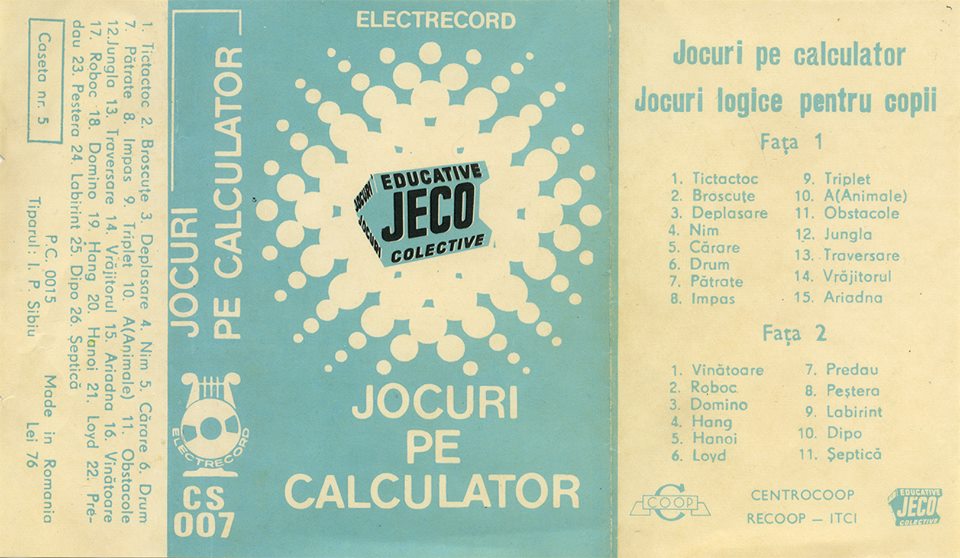 1. Tictactoc 2. Broscuțe 3. Deplasare 4. Nim 5. Cărare 6. Drum
7. Pătrate 8. Impas 9. Triplet 10. A(Animale) 11. Obstacole
12.Jungla 13. Traversare 14. Vrăjitorul 15. Ariadna 16. Vînătoare
17. Roboc 18. Domino 19. Hang 20. Hanoi 21. Loyd 22. Pre-
dau 23. Peștera 24. Labirint 25. Dipo 26. Șeptică
Caseta nr. 5
P.C. 0015 Made in Romania
Tiparul: I. P. Sibiu Lei 76
JOCURI
PE CALCULATOR
ELECTRECORD
CS
007
ELECTRECORD
JOCURI
JOCURI
EDUCATIVE
JECO
COLECTIVE
JOCURI
PE
CALCULATOR
Jocuri pe calculator
Jocuri logice pentru copii
Fața 1
1. Tictactoc
2. Broscuțe
3. Deplasare
4. Nim
5. Cărare
6. Drum
7. Pătrate
8. Impas
9. Triplet
10. A(Animale)
11. Obstacole
12. Jungla
13. Traversare
14. Vrăjitorul
15. Ariadna
Fața 2
1. Vînătoare
2. Roboc
3. Domino
4. Hang
5. Hanoi
6. Loyd
7. Predau
8. Peștera
9. Labirint
10. Dipo
11. Șeptică
COOP
CENTROCOOP
RECOOP — ITCI
EDUCATIVE
JECO
COLECTIVE